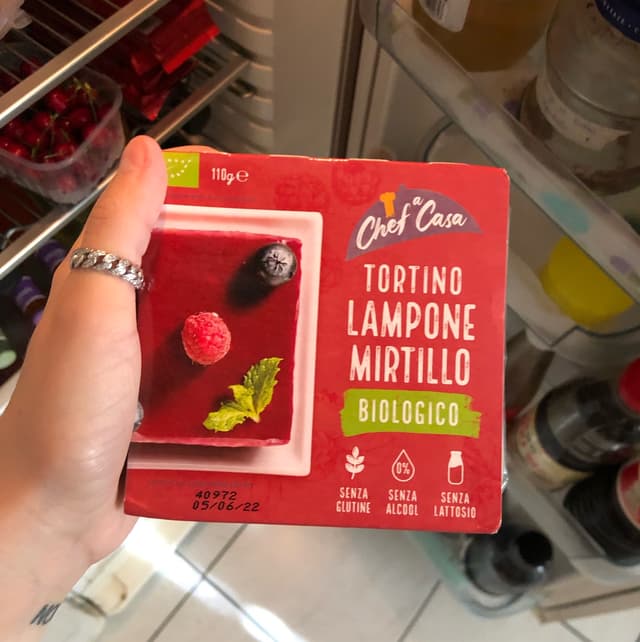 110g e
Chef a Casa
TORTINO
LAMPONE
MIRTILLO
BIOLOGICO
0%
SENZA
GLUTINE
SENZA
ALCOOL
SENZA
LATTOSIO
40972
05/06/22